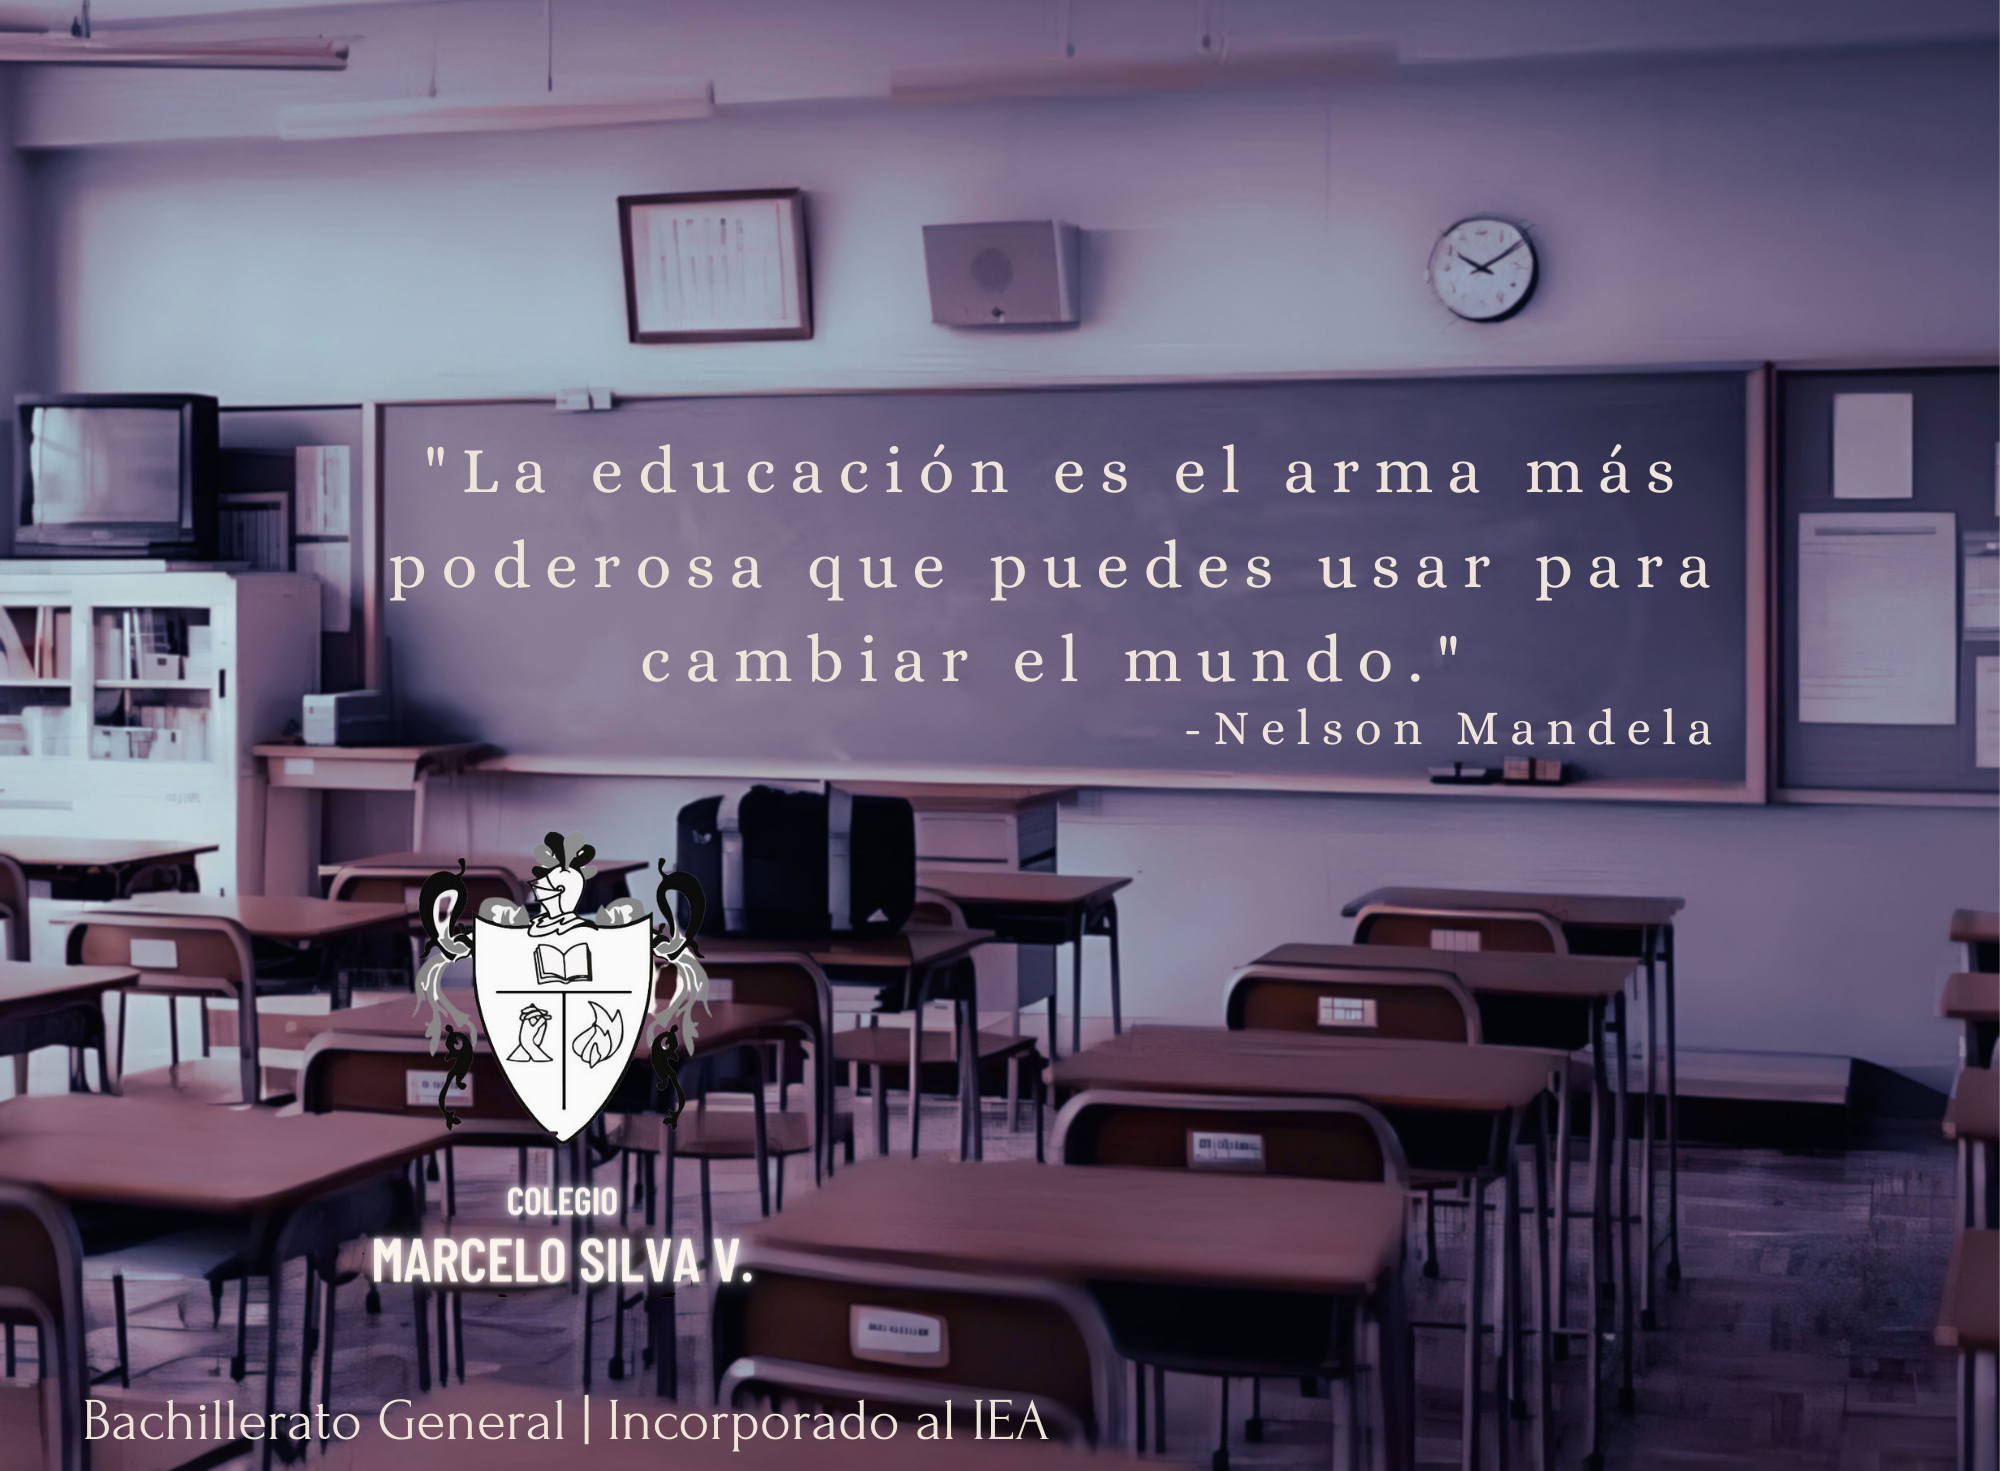 "La educación es el arma más
poderosa que puedes usar para
cambiar el mundo."
-Nelson Mandela
COLEGIO
MARCELO SILVA V.
Bachillerato General | Incorporado al IEA